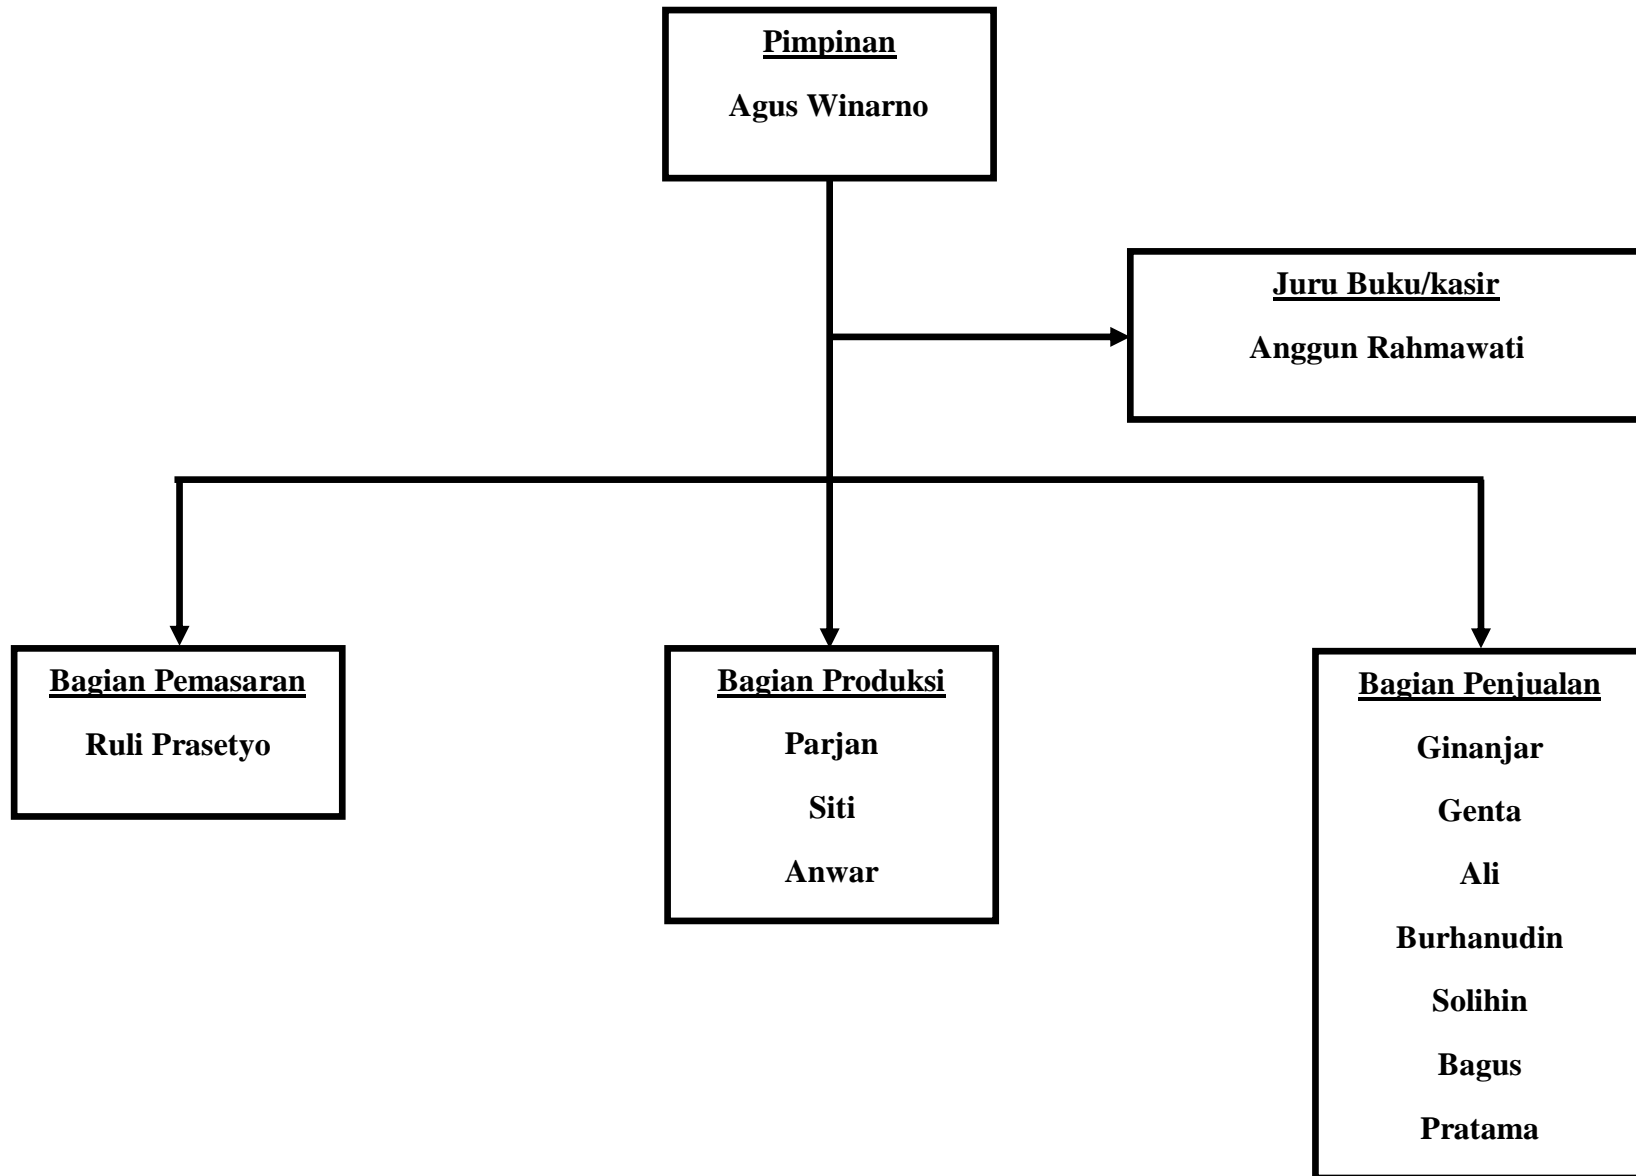 Pimpinan
Agus Winarno
Juru Buku/kasir
Anggun Rahmawati
Bagian Pemasaran
Ruli Prasetyo
Bagian Produksi
Parjan
Siti
Anwar
Bagian Penjualan
Ginanjar
Genta
Ali
Burhanudin
Solihin
Bagus
Pratama